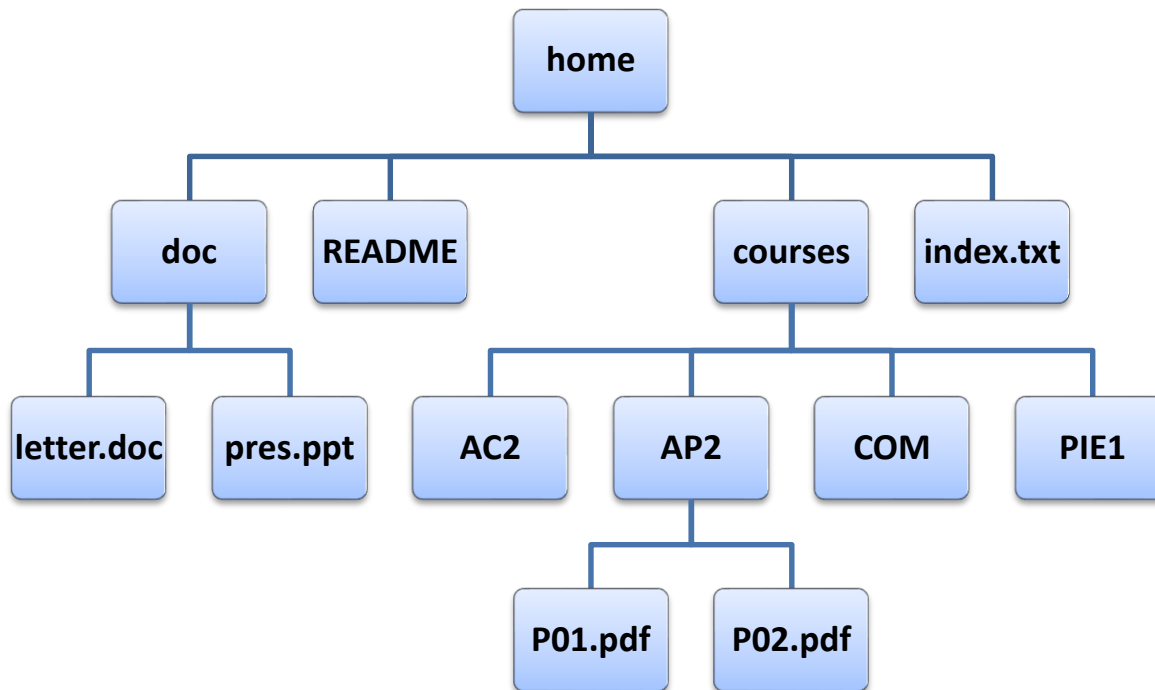 home
doc
README
courses
index.txt
letter.doc
pres.ppt
AC2
AP2
COM
PIE1
P01.pdf
P02.pdf